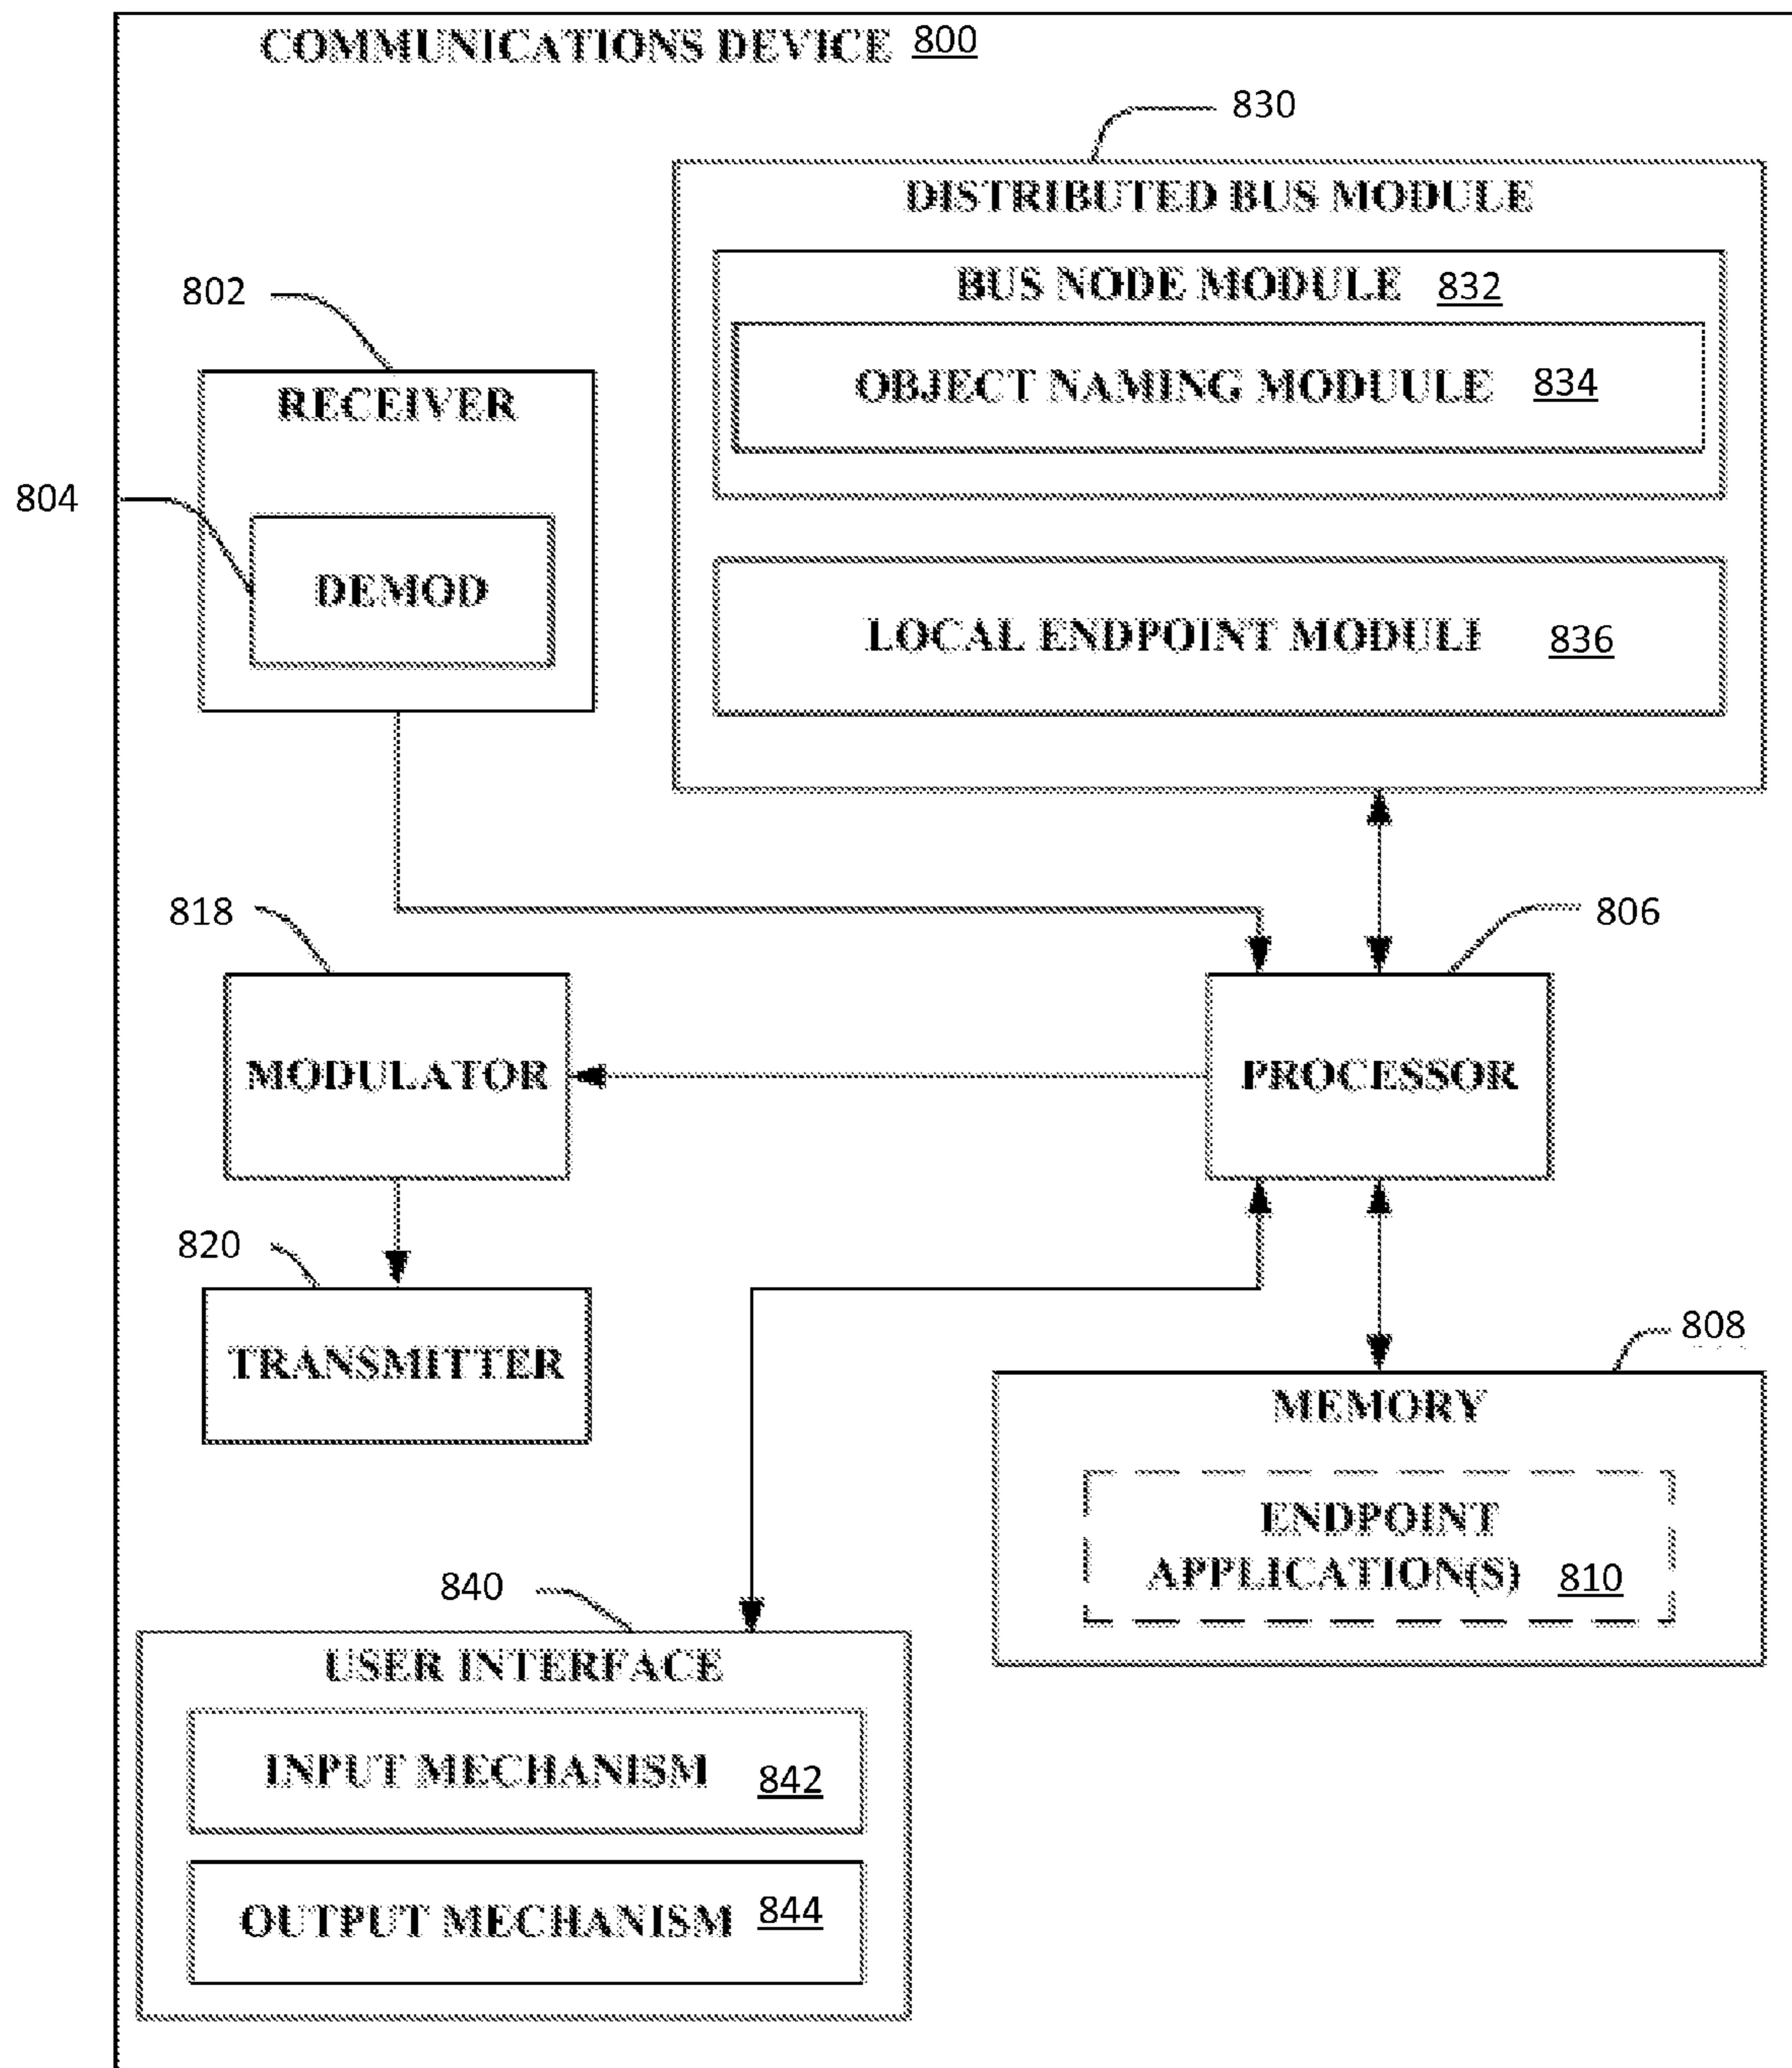 COMMUNICATIONS DEVICE 800
830
DISTRIBUTED BUS MODULE
BUS NODE MODULE 832
802
OBJECT NAMING MODUULE 834
RECEIVER
804
DEMOD
LOCAL ENDPOINT MODULI 836
818
806
MODULATOR
PROCESSOR
820
TRANSMITTER
808
MEMORY
ENDPOINT
APPLICATION(S) 810
840
USER INTERFACE
INPUT MECHANISM 842
OUTPUT MECHANISM 844